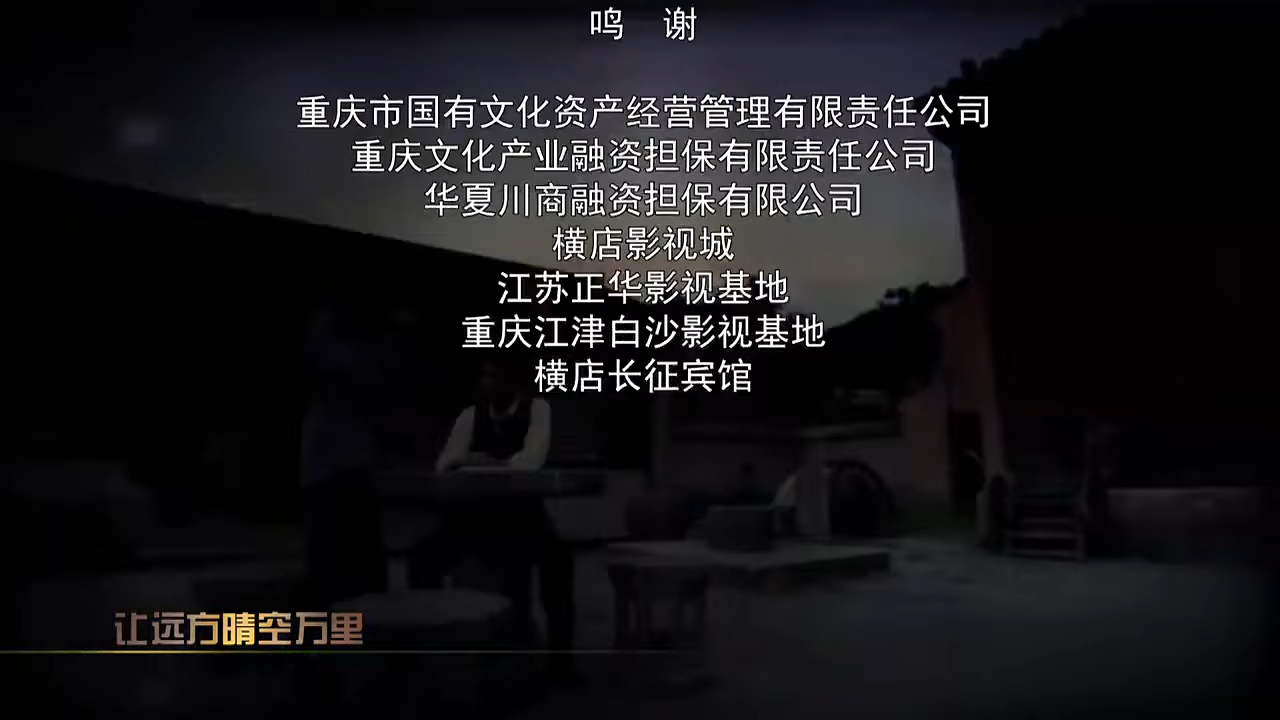 鸣 谢
重庆市国有文化资产经营管理有限责任公司
重庆文化产业融资担保有限责任公司
华夏川商融资担保有限公司
横店影视城
江苏正华影视基地
重庆江津白沙影视基地
横店长征宾馆
让远方晴空万里